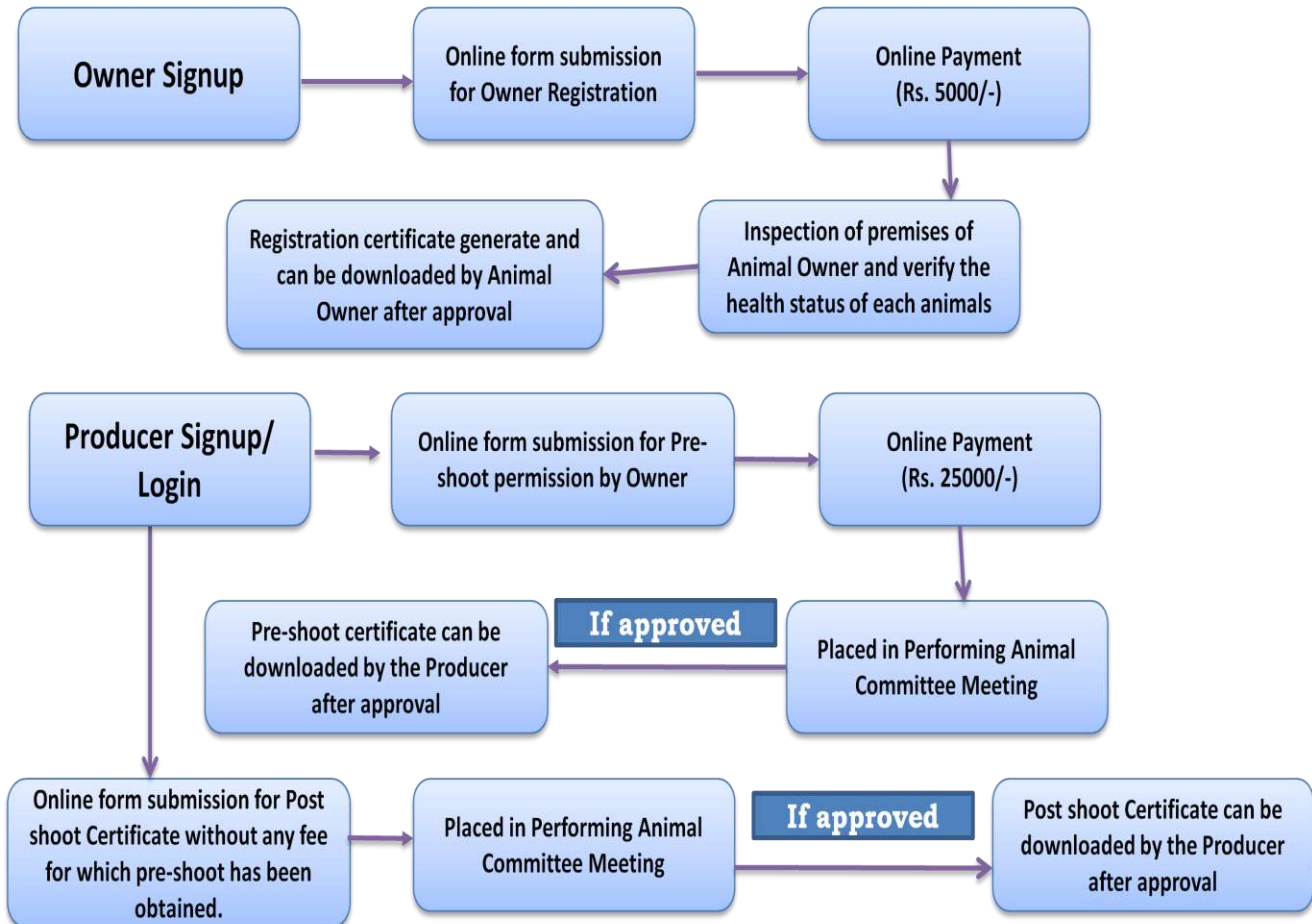 Owner Signup
Online form submission
for Owner Registration
Online Payment
(Rs. 5000/-)
Inspection of premises of
Animal Owner and verify the
health status of each animals
Registration certificate generate and
can be downloaded by Animal
Owner after approval
Producer Signup/
Login
Online form submission for Pre-
shoot permission by Owner
Online Payment
(Rs. 25000/-)
Placed in Performing Animal
Committee Meeting
If approved
Pre-shoot certificate can be
downloaded by the Producer
after approval
Online form submission for Post
shoot Certificate without any fee
for which pre-shoot has been
obtained.
Placed in Performing Animal
Committee Meeting
If approved
Post shoot Certificate can be
downloaded by the Producer
after approval